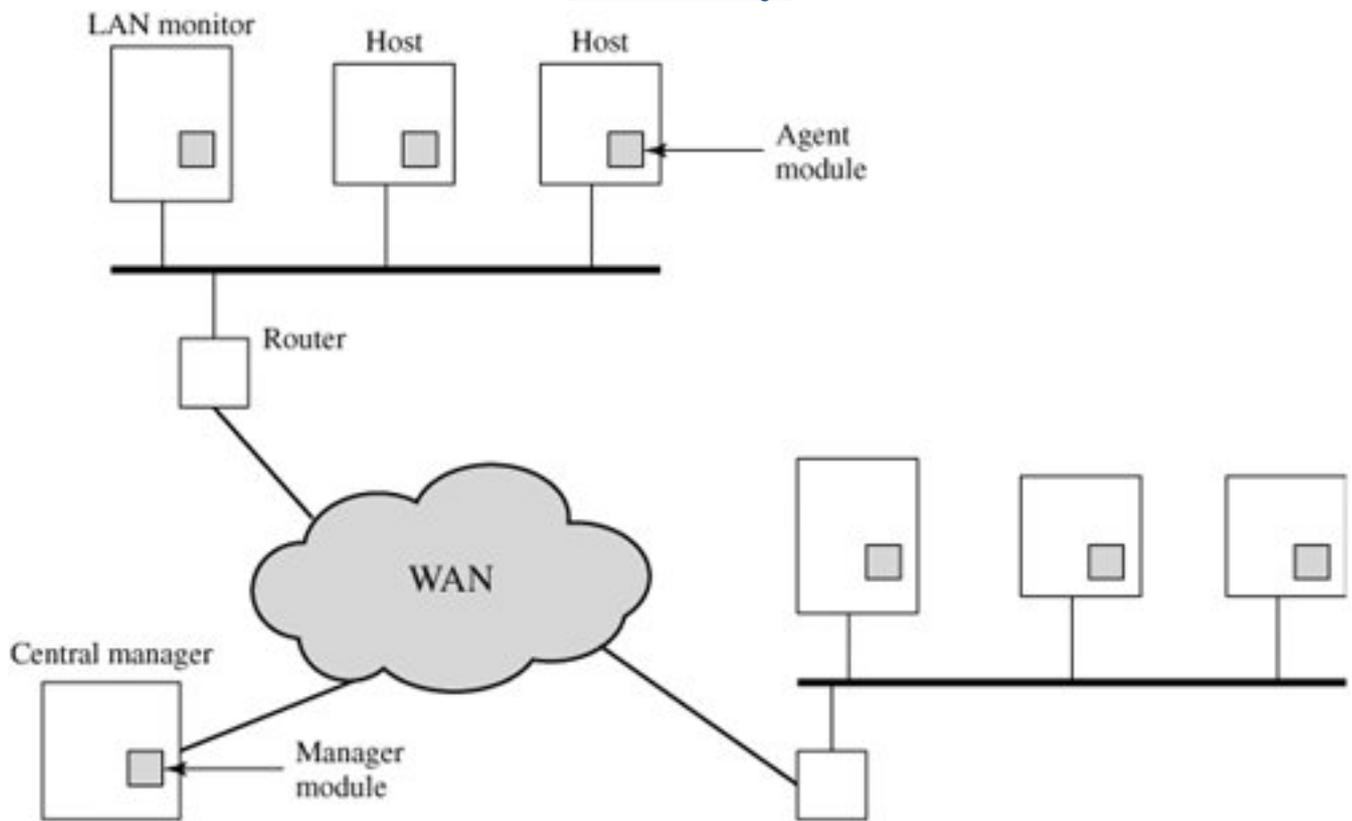 LAN monitor
Host
Host
Agent
module
Router
WAN
Central manager
Manager
module